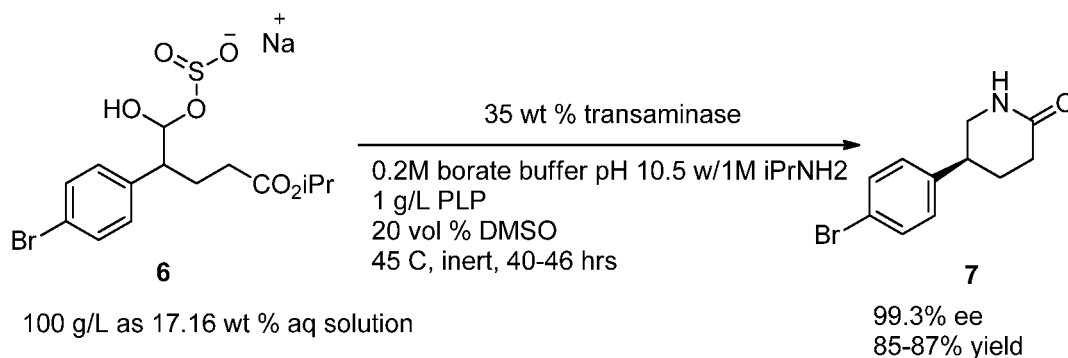 +
Na
O
S
O
−
HO
O
CO2iPr
Br
6
100 g/L as 17.16 wt % aq solution
35 wt % transaminase
0.2M borate buffer pH 10.5 w/1M iPrNH2
1 g/L PLP
20 vol % DMSO
45 C, inert, 40-46 hrs
H
N
O
Br
7
99.3% ee
85-87% yield